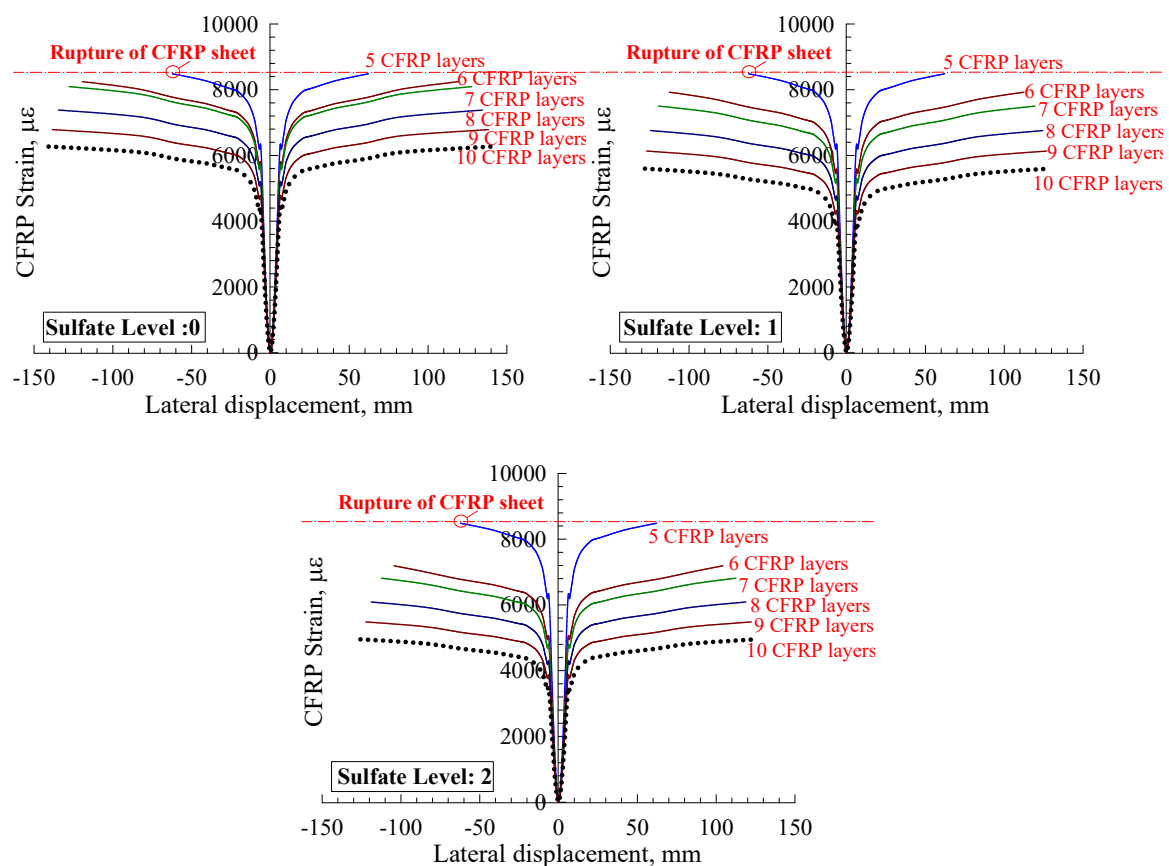 10000
Rupture of CFRP sheet
5 CFRP layers
8000
6 CFRP layers
7 CFRP layers
8 CFRP layers
9 CFRP layers
10 CFRP layers
6000
4000
2000
0
CFRP Strain, με
Sulfate Level :0
-150 -100 -50 0 50 100 150
Lateral displacement, mm
10000
Rupture of CFRP sheet
5 CFRP layers
8000
6 CFRP layers
7 CFRP layers
8 CFRP layers
9 CFRP layers
10 CFRP layers
6000
4000
2000
0
CFRP Strain, με
Sulfate Level: 1
-150 -100 -50 0 50 100 150
Lateral displacement, mm
10000
Rupture of CFRP sheet
5 CFRP layers
8000
6 CFRP layers
7 CFRP layers
8 CFRP layers
9 CFRP layers
10 CFRP layers
6000
4000
2000
0
CFRP Strain, με
Sulfate Level: 2
-150 -100 -50 0 50 100 150
Lateral displacement, mm